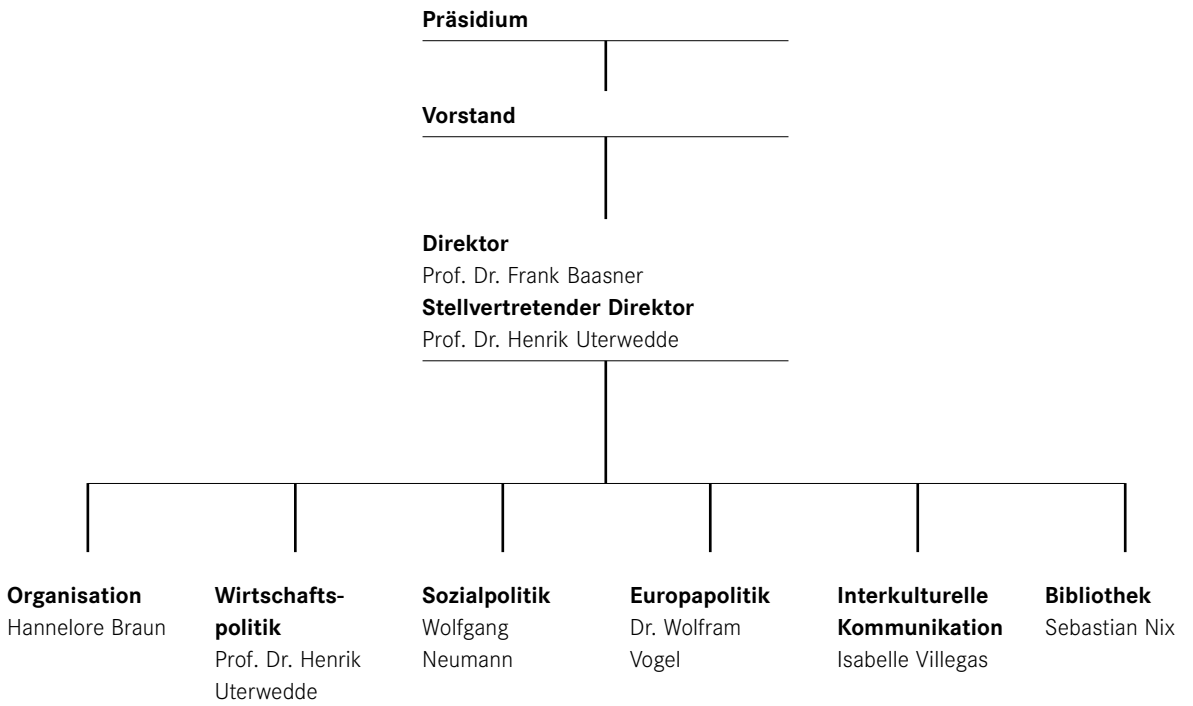 Präsidium
Vorstand
Direktor
Prof. Dr. Frank Baasner
Stellvertretender Direktor
Prof. Dr. Henrik Uterwedde
Organisation
Hannelore Braun
Wirtschafts-
politik
Prof. Dr. Henrik
Uterwedde
Sozialpolitik
Wolfgang
Neumann
Europapolitik
Dr. Wolfram
Vogel
Interkulturelle
Kommunikation
Isabelle Villegas
Bibliothek
Sebastian Nix